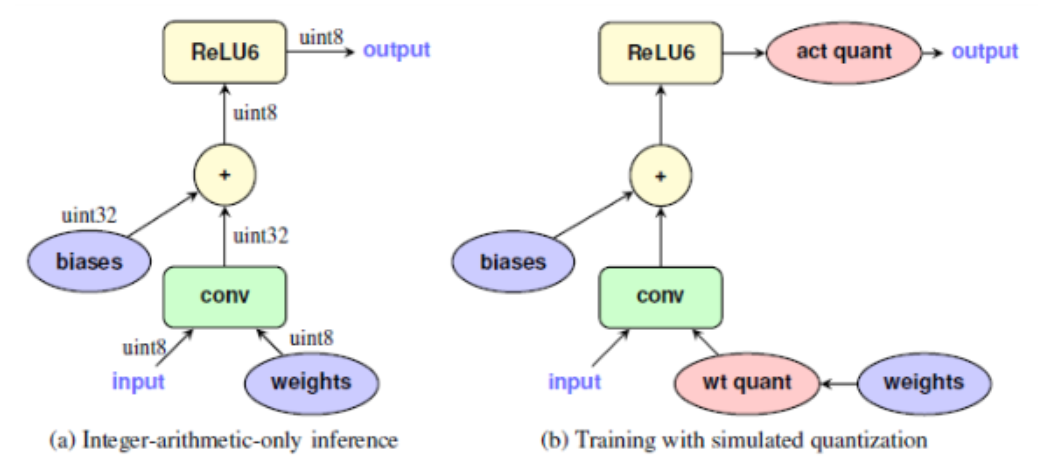 ReLU6
uint8
output
uint8
+
uint32
biases
uint32
conv
uint8
uint8
input
weights
(a) Integer-arithmetic-only inference
ReLU6
act quant
output
+
biases
conv
input
wt quant
weights
(b) Training with simulated quantization